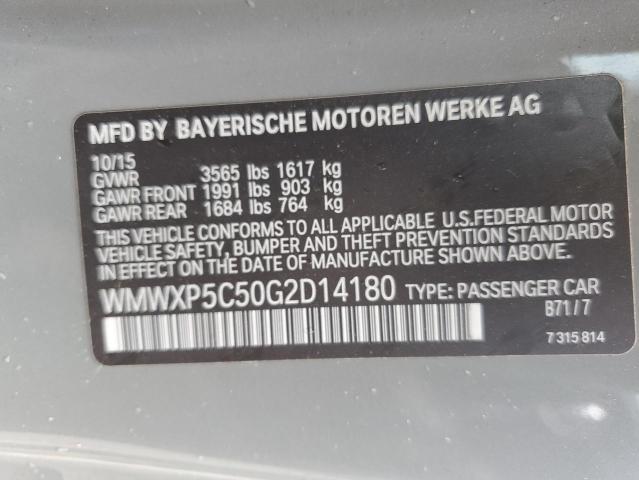 MFD BY BAYERISCHE MOTOREN WERKE AG
10/15
GVWR 3565 lbs 1617 kg
GAWR FRONT 1991 lbs 903 kg
GAWR REAR 1684 lbs 764 kg
THIS VEHICLE CONFORMS TO ALL APPLICABLE U.S.FEDERAL MOTOR
VEHICLE SAFETY, BUMPER AND THEFT PREVENTION STANDARDS
IN EFFECT ON THE DATE OF MANUFACTURE SHOWN ABOVE.
WMWXP5C50G2D14180 TYPE: PASSENGER CAR
B71/7
7 315 814